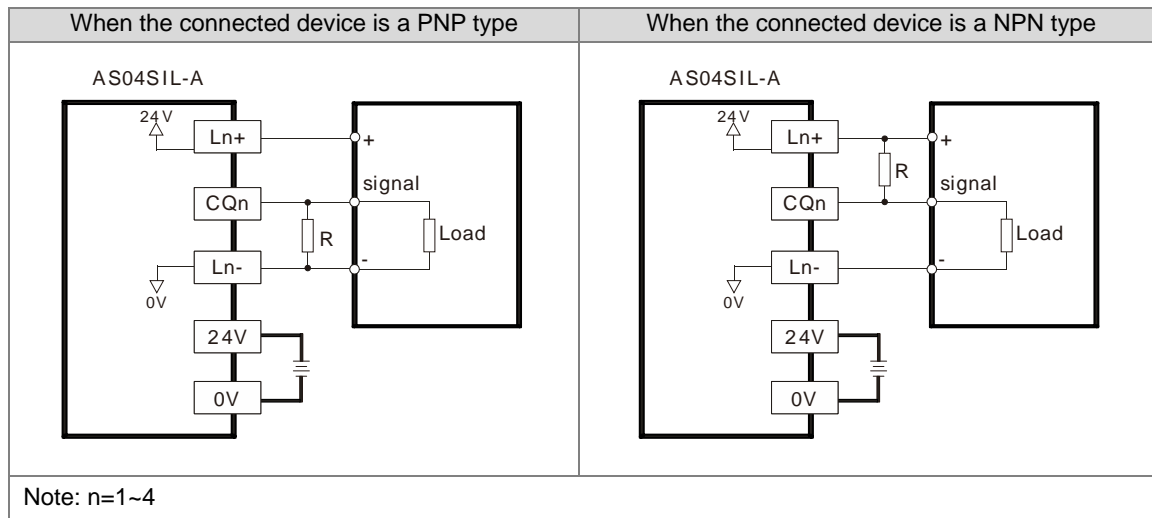 When the connected device is a PNP type
When the connected device is a NPN type
AS04SIL-A
24V
Ln+
+
signal
CQn
R
Load
Ln-
-
0V
24V
0V
AS04SIL-A
24V
Ln+
+
R
signal
CQn
Load
Ln-
-
0V
24V
0V
Note: n=1~4